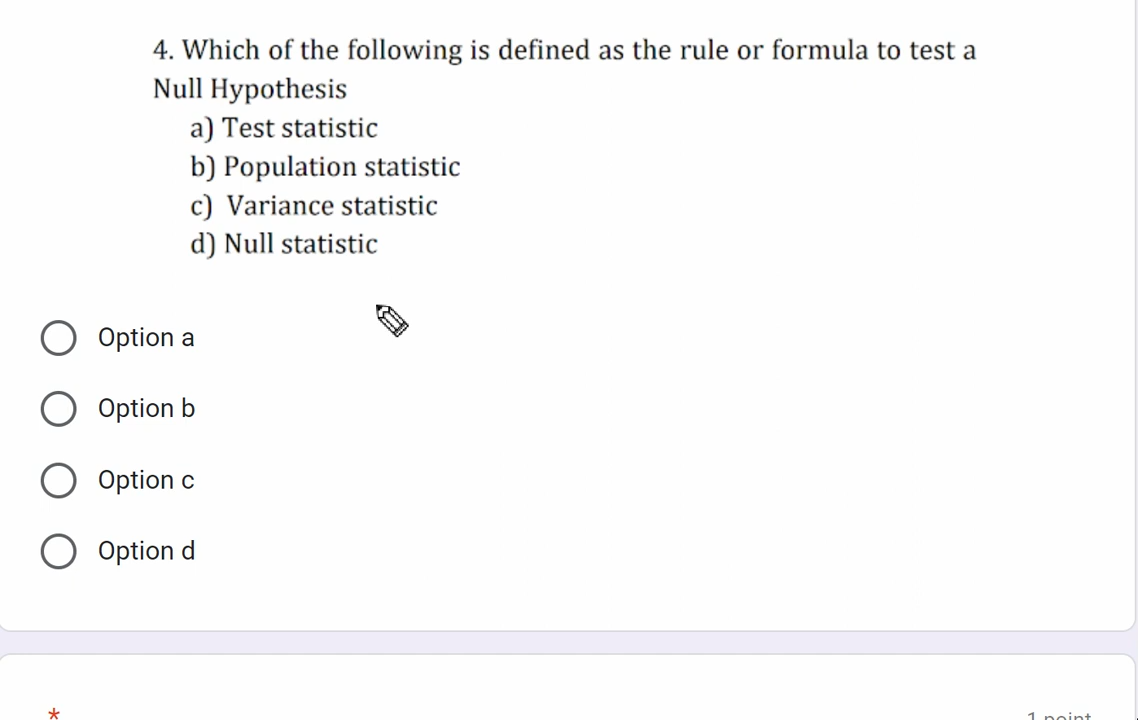 4. Which of the following is defined as the rule or formula to test a
Null Hypothesis
a) Test statistic
b) Population statistic
c) Variance statistic
d) Null statistic
Option a
Option b
Option c
Option d
* 1 point